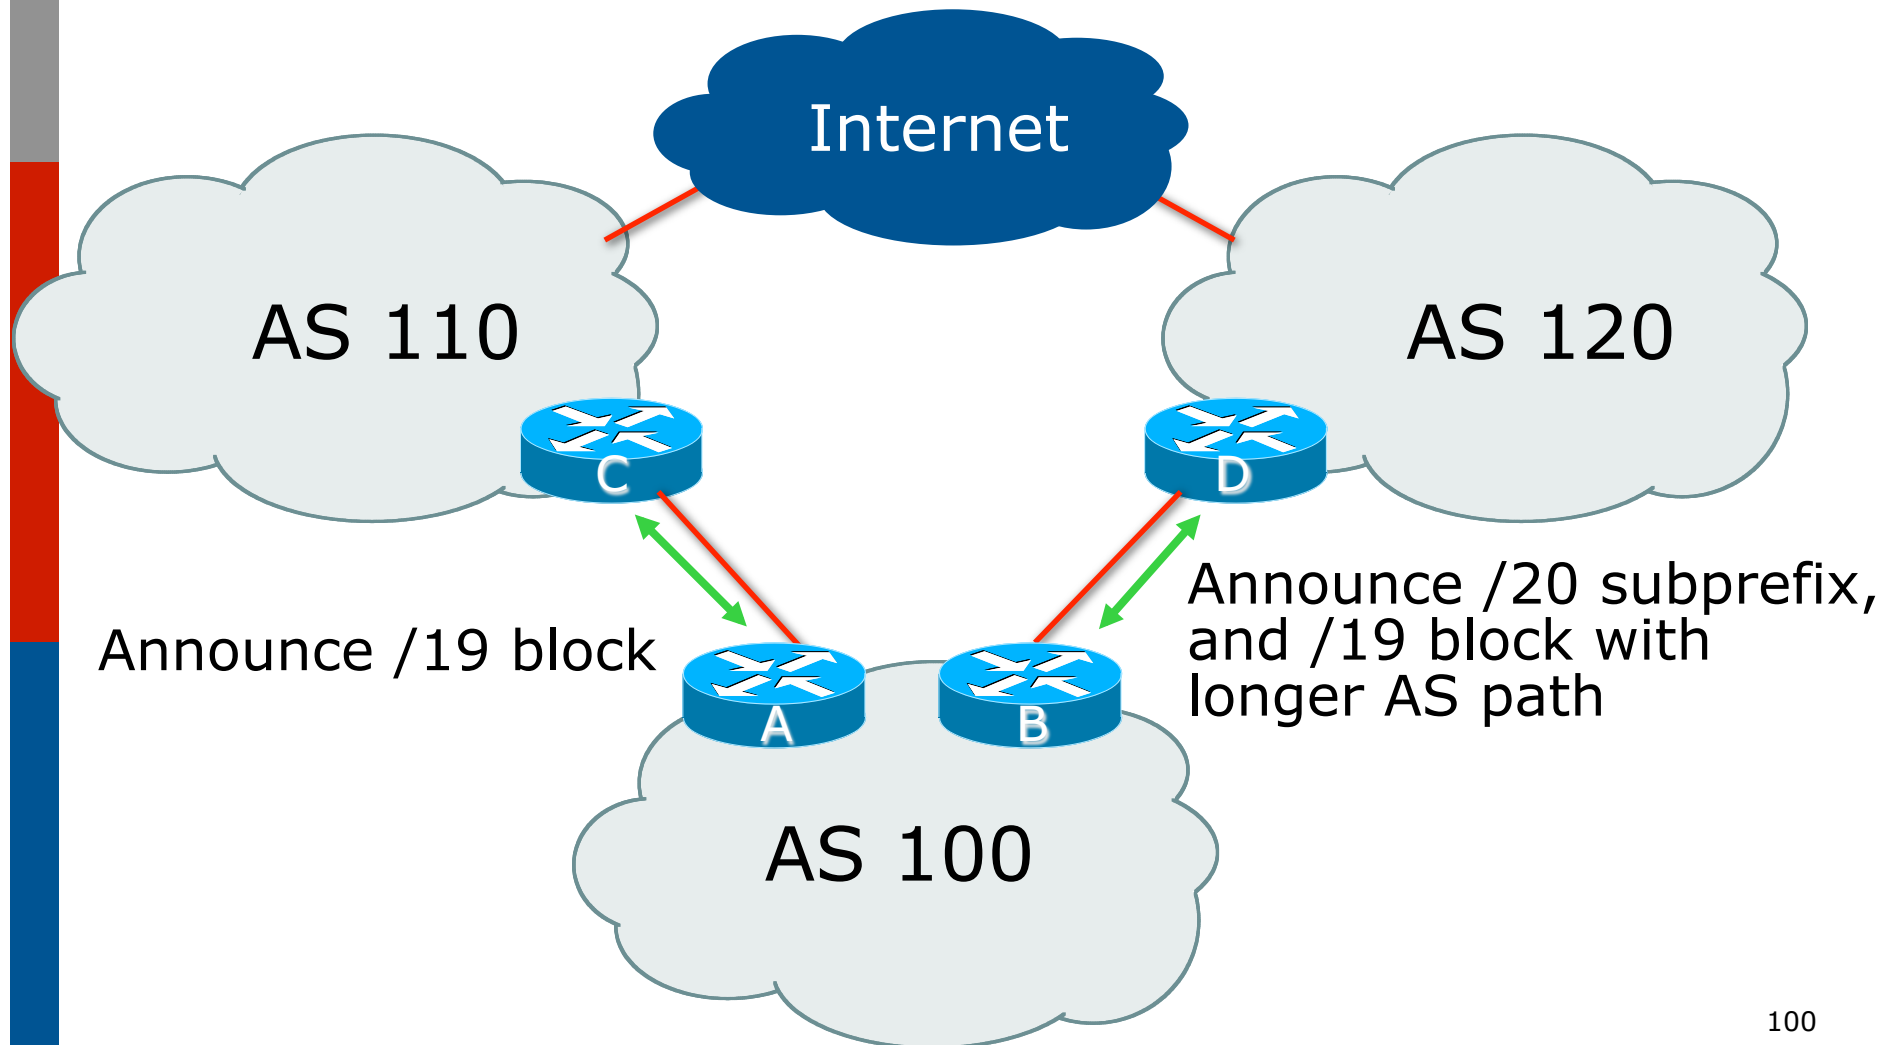 Internet
AS 110
AS 120
C
D
Announce /19 block
Announce /20 subprefix,
and /19 block with
longer AS path
A
B
AS 100
100